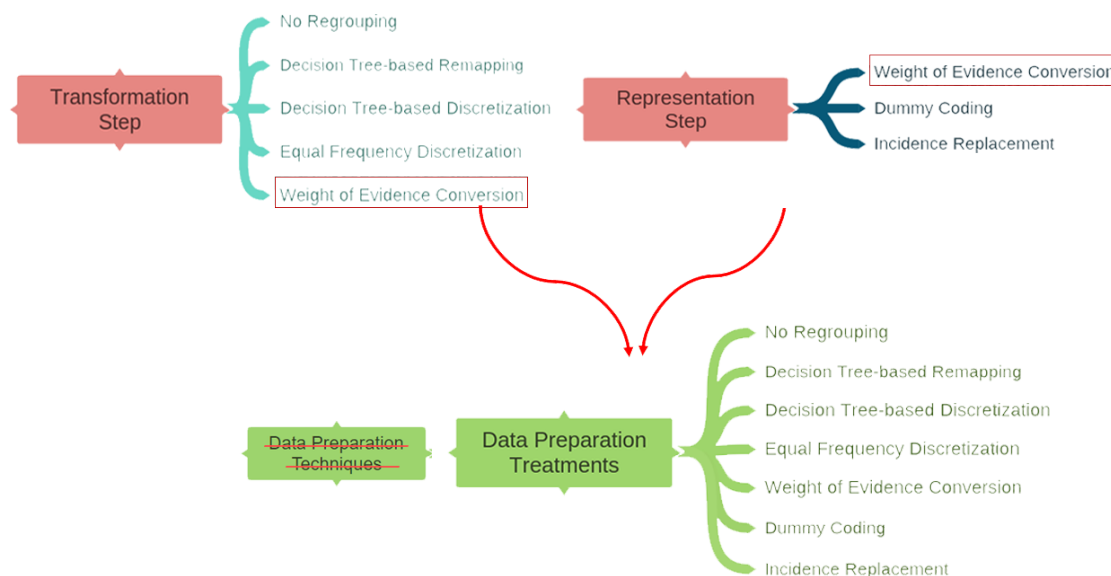 Transformation
Step
No Regrouping
Decision Tree-based Remapping
Decision Tree-based Discretization
Equal Frequency Discretization
Weight of Evidence Conversion
Representation
Step
Weight of Evidence Conversion
Dummy Coding
Incidence Replacement
Data Preparation
Techniques
Data Preparation
Treatments
No Regrouping
Decision Tree-based Remapping
Decision Tree-based Discretization
Equal Frequency Discretization
Weight of Evidence Conversion
Dummy Coding
Incidence Replacement